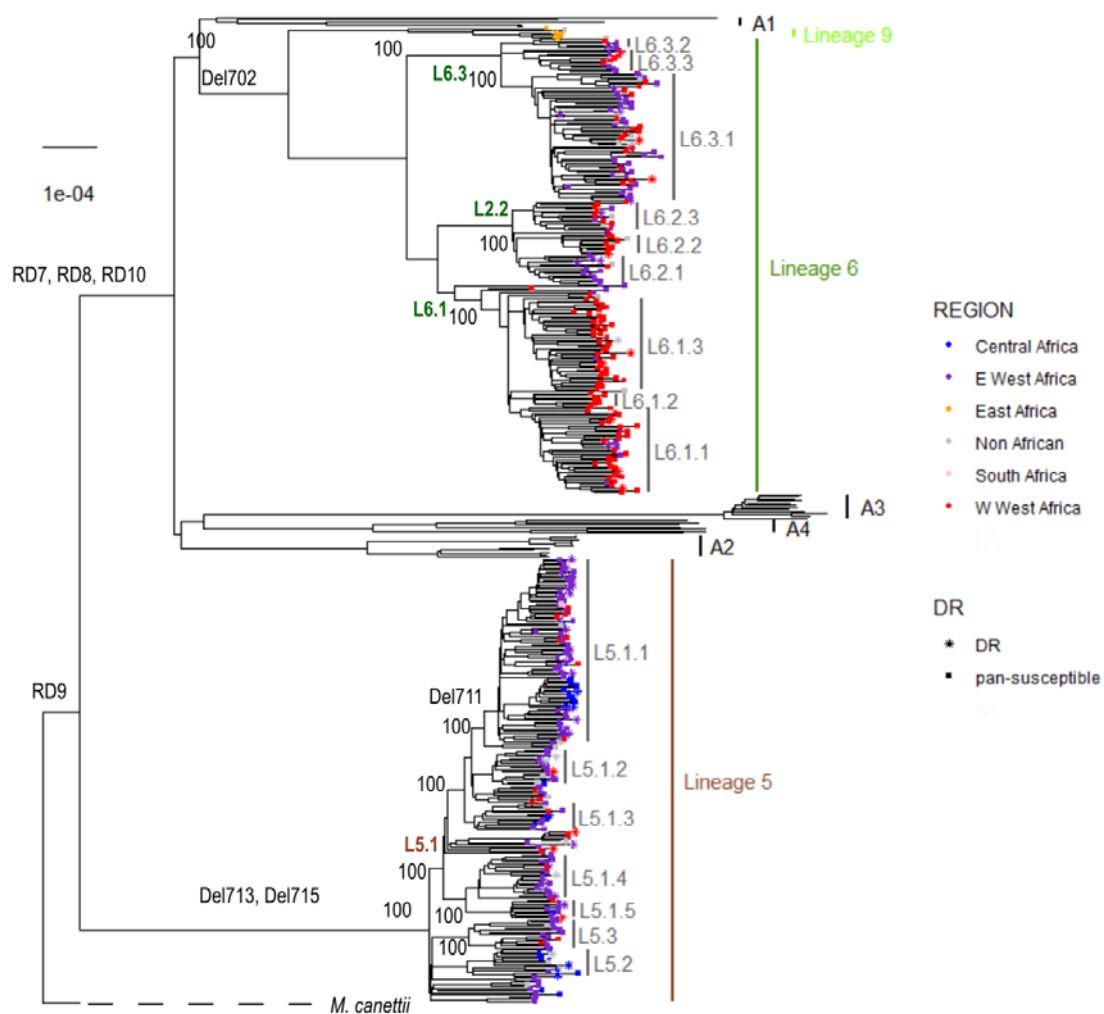 A1
Lineage 9
100
100
L6.3.2
L6.3.3
L6.3
100
Del702
L6.3.1
1e-04
L2.2
L6.2.3
100
L6.2.2
L6.2.1
Lineage 6
RD7, RD8, RD10
L6.1
100
L6.1.3
L6.1.2
L6.1.1
A3
A4
A2
REGION
Central Africa
E West Africa
East Africa
Non African
South Africa
W West Africa
NA
DR
DR
pan-susceptible
NA
RD9
Del711
100
L5.1.1
L5.1.2
Lineage 5
L5.1.3
L5.1
100
L5.1.4
Del713, Del715
100
100
L5.1.5
L5.3
100
L5.2
M. canettii